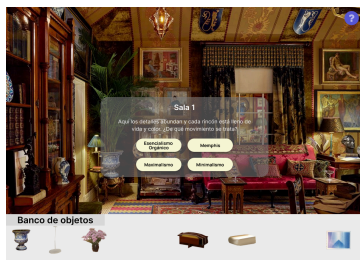 ?
Sala 1
Aquí los detalles abundan y cada rincón está lleno de
vida y color. ¿De qué movimiento se trata?
Esencialismo
Orgánico
Memphis
Maximalismo
Minimalismo
Banco de objetos